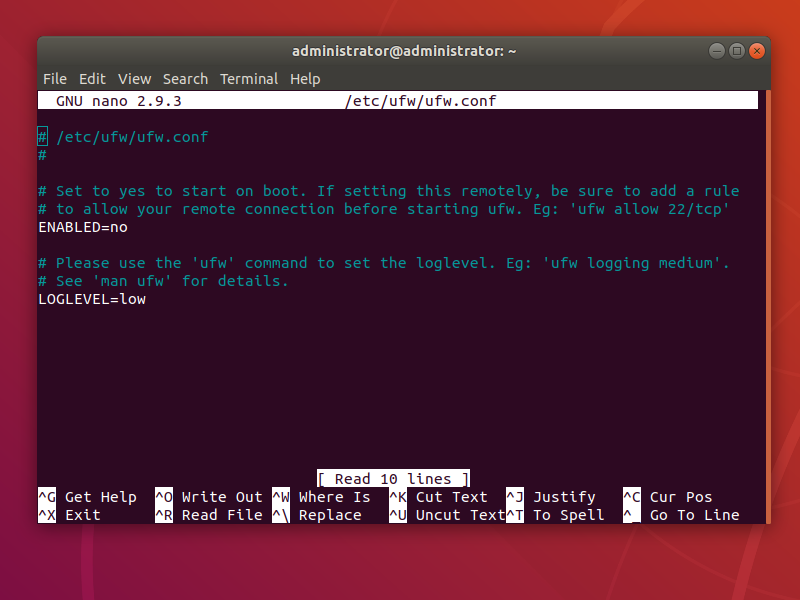 administrator@administrator: ~
File Edit View Search Terminal Help
GNU nano 2.9.3 /etc/ufw/ufw.conf
# /etc/ufw/ufw.conf
#
# Set to yes to start on boot. If setting this remotely, be sure to add a rule
# to allow your remote connection before starting ufw. Eg: 'ufw allow 22/tcp'
ENABLED=no
# Please use the 'ufw' command to set the loglevel. Eg: 'ufw logging medium'.
# See 'man ufw' for details.
LOGLEVEL=low
[ Read 10 lines ]
^G Get Help ^O Write Out ^W Where Is ^K Cut Text ^J Justify ^C Cur Pos
^X Exit ^R Read File ^\ Replace ^U Uncut Text^T To Spell ^_ Go To Line